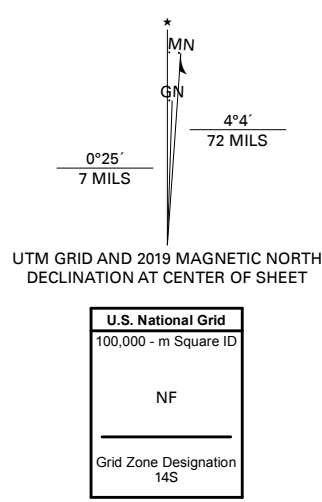 ★
MN
GN
4°4´
72 MILS
0°25´
7 MILS
UTM GRID AND 2019 MAGNETIC NORTH
DECLINATION AT CENTER OF SHEET
U.S. National Grid
100,000 - m Square ID
NF
Grid Zone Designation
14S